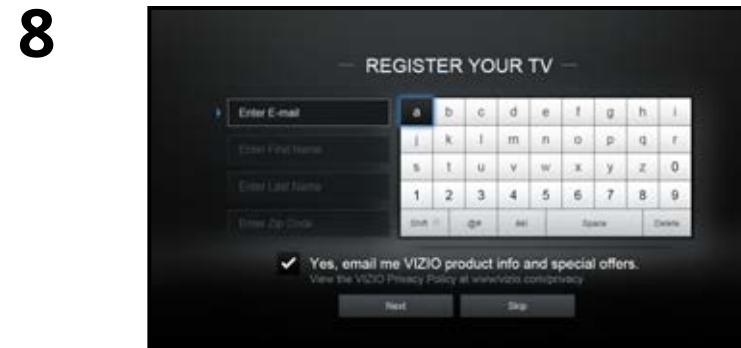 8
REGISTER YOUR TV
Enter E-mail
a b c d e f g h i
Enter First Name
j k l m n o p q r
Enter Last Name
s t u v w x y z 0
1 2 3 4 5 6 7 8 9
Enter Zip Code
Shift @# Space Delete
Yes, email me VIZIO product info and special offers.
View the VIZIO Privacy Policy at www.vizio.com/privacy
Next Skip